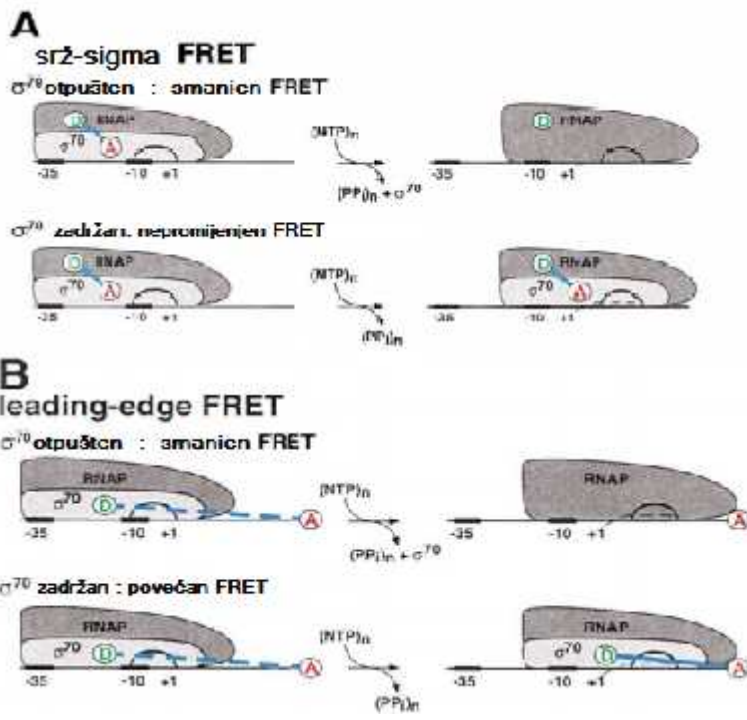 A
srž-sigma FRET
σ⁷⁰ otpušten : smanjen FRET
D RNAP
σ⁷⁰ A
-35 -10 +1
(NTP)n
(PPi)n + σ⁷⁰
D RNAP
-35 -10 +1
σ⁷⁰ zadržan: nepromijenjen FRET
D RNAP
σ⁷⁰ A
-35 -10 +1
(NTP)n
(PPi)n
D RNAP
σ⁷⁰ A
-35 -10 +1
B
leading-edge FRET
σ⁷⁰ otpušten : smanjen FRET
RNAP
σ⁷⁰ D A
-35 -10 +1
(NTP)n
(PPi)n + σ⁷⁰
RNAP
A
-35 -10 +1
σ⁷⁰ zadržan : povečan FRET
RNAP
σ⁷⁰ D A
-35 -10 +1
(NTP)n
(PPi)n
RNAP
σ⁷⁰ D A
-35 -10 +1